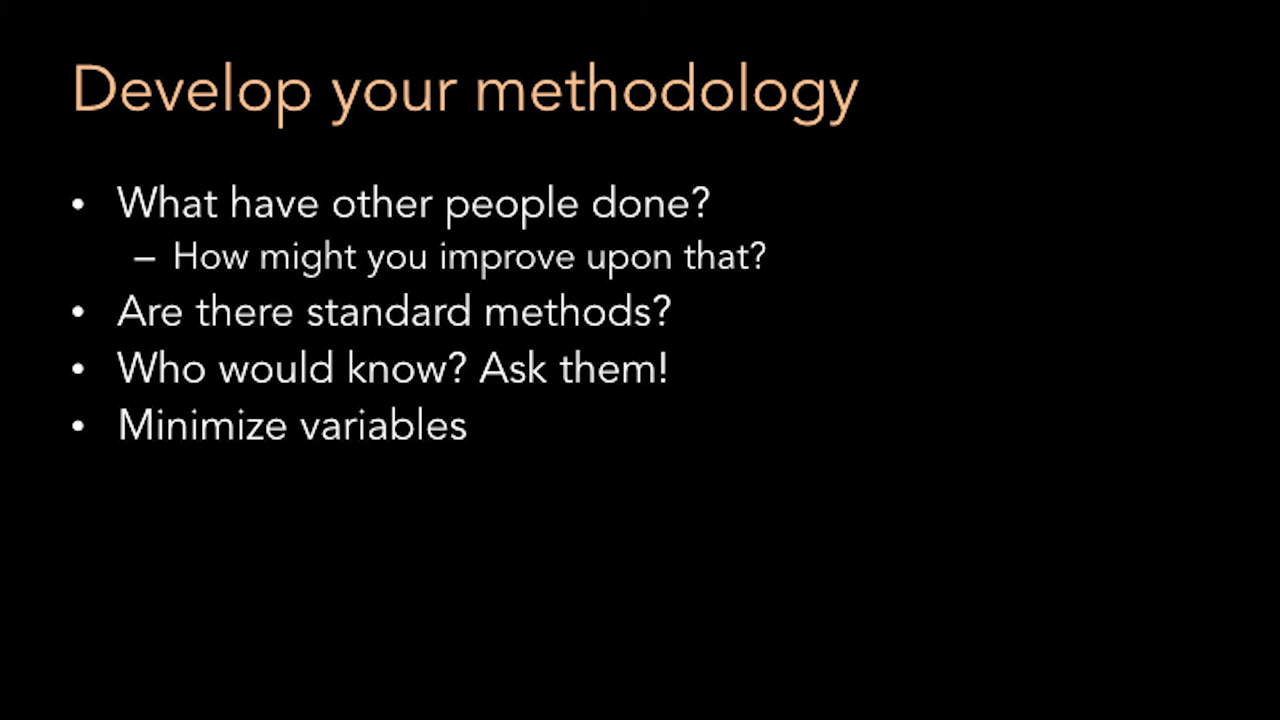 Develop your methodology
• What have other people done?
– How might you improve upon that?
• Are there standard methods?
• Who would know? Ask them!
• Minimize variables